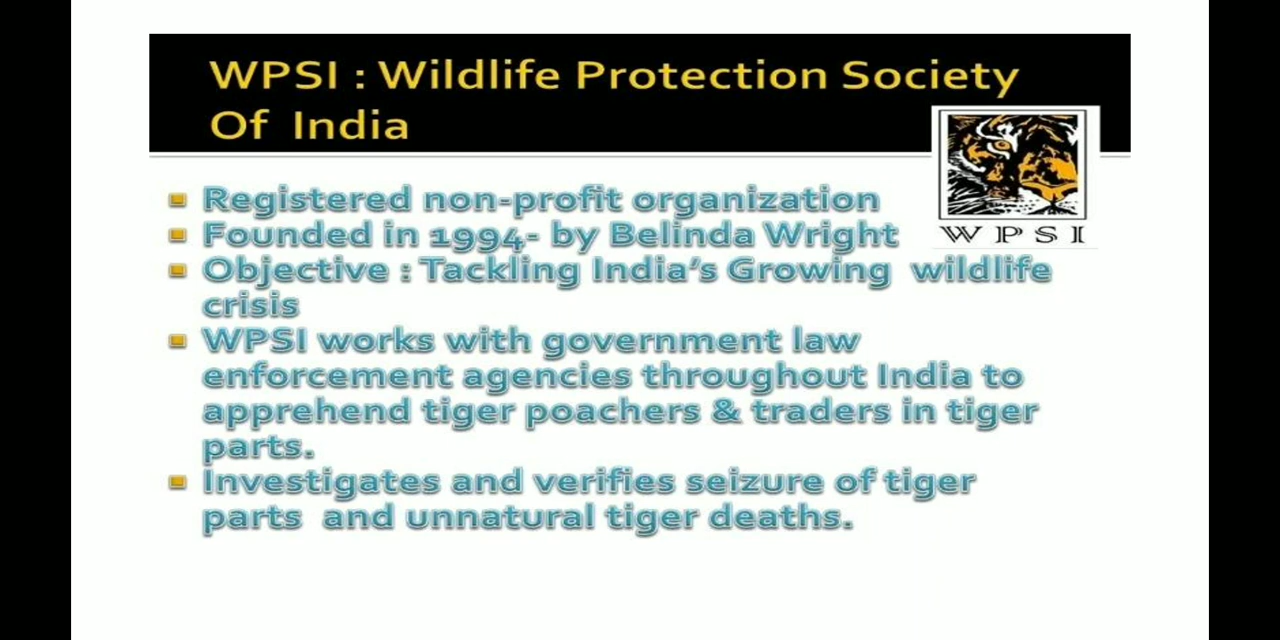 WPSI : Wildlife Protection Society
Of India
WPSI
Registered non-profit organization
Founded in 1994- by Belinda Wright
Objective : Tackling India's Growing wildlife
crisis
WPSI works with government law
enforcement agencies throughout India to
apprehend tiger poachers & traders in tiger
parts.
Investigates and verifies seizure of tiger
parts and unnatural tiger deaths.